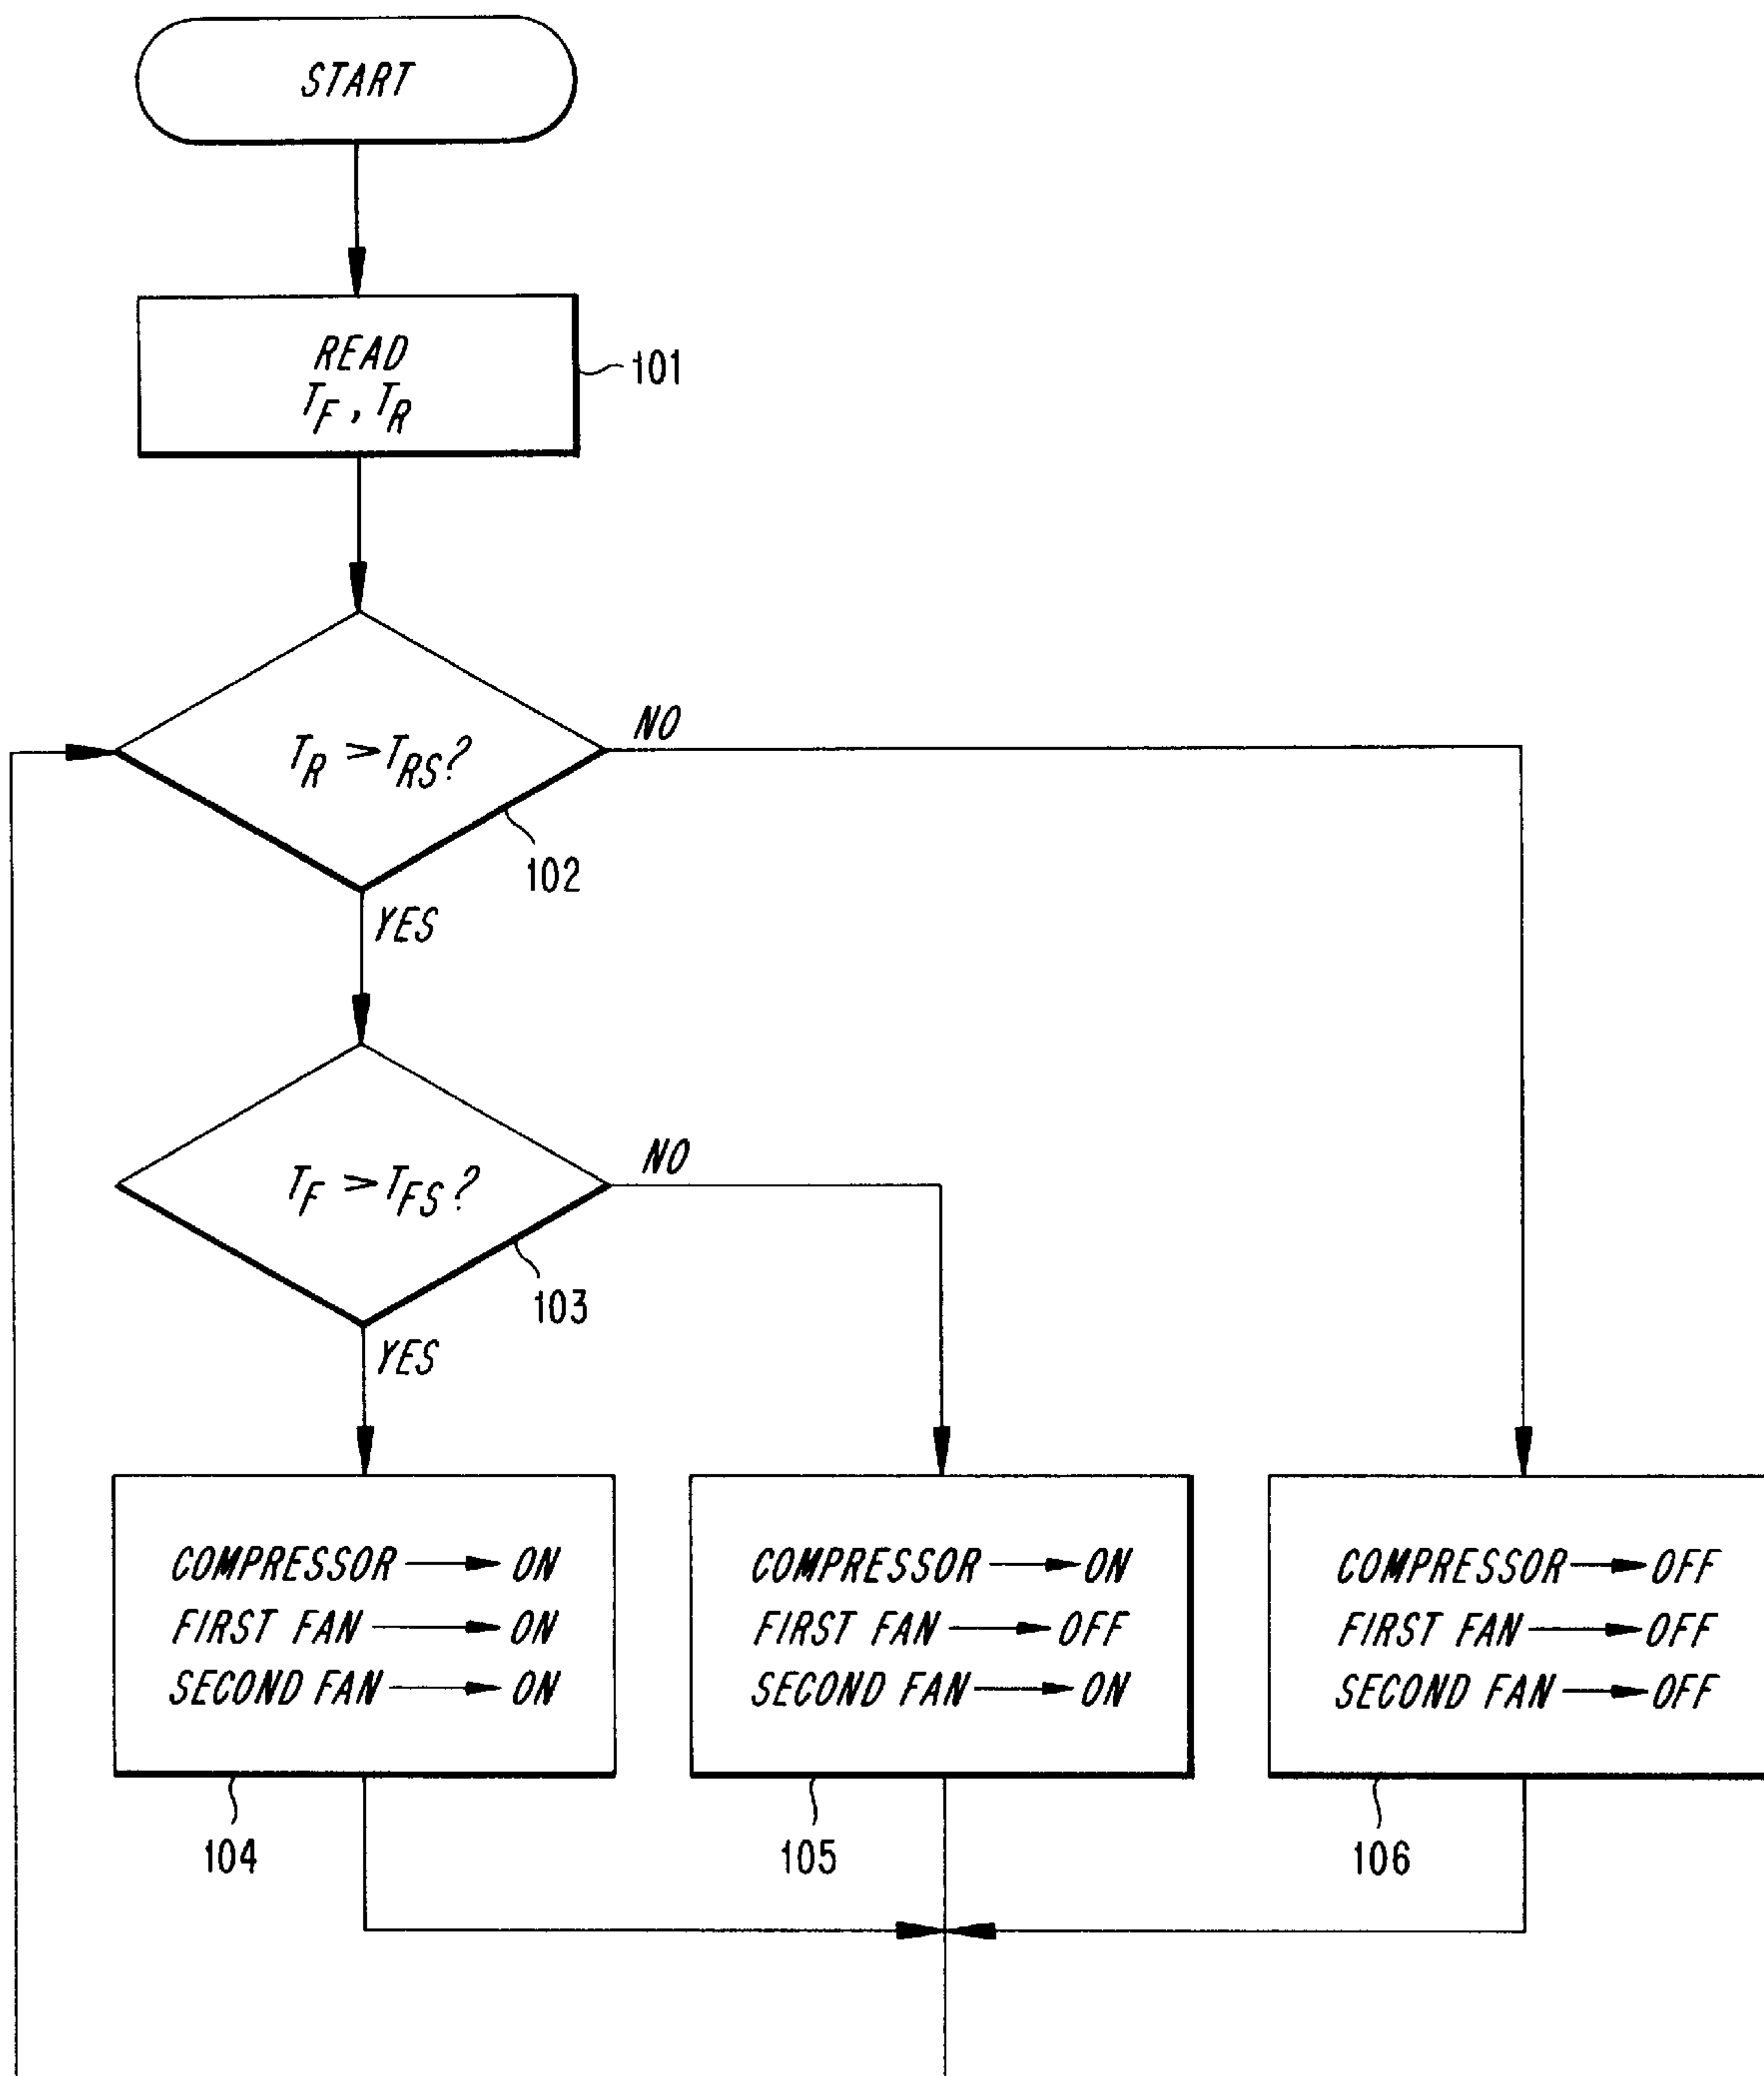 START
READ
T_F, T_R
101
T_R > T_RS?
NO
102
YES
T_F > T_FS?
NO
103
YES
COMPRESSOR → ON
FIRST FAN → ON
SECOND FAN → ON
104
COMPRESSOR → ON
FIRST FAN → OFF
SECOND FAN → ON
105
COMPRESSOR → OFF
FIRST FAN → OFF
SECOND FAN → OFF
106